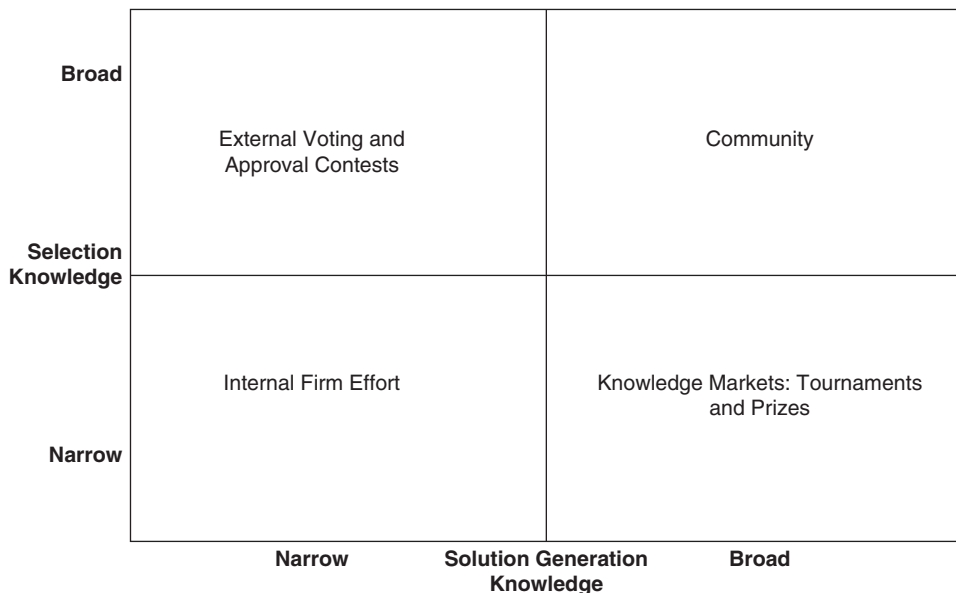 Broad
External Voting and
Approval Contests
Community
Selection
Knowledge
Internal Firm Effort
Knowledge Markets: Tournaments
and Prizes
Narrow
Narrow
Solution Generation
Knowledge
Broad